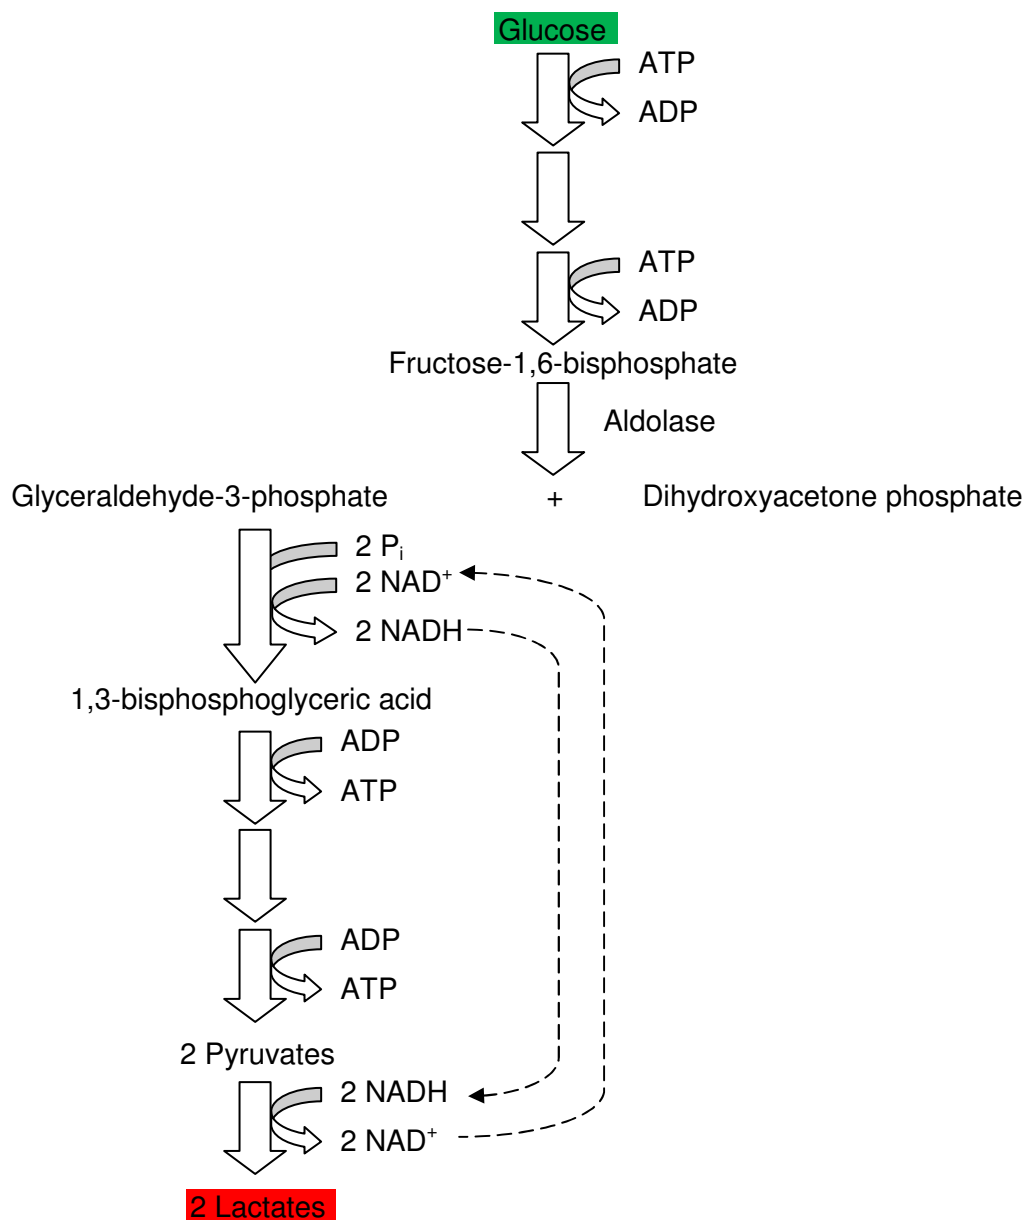 Glucose
ATP
ADP
ATP
ADP
Fructose-1,6-bisphosphate
Aldolase
Glyceraldehyde-3-phosphate + Dihydroxyacetone phosphate
2 Pᵢ
2 NAD⁺
2 NADH
1,3-bisphosphoglyceric acid
ADP
ATP
ADP
ATP
2 Pyruvates
2 NADH
2 NAD⁺
2 Lactates